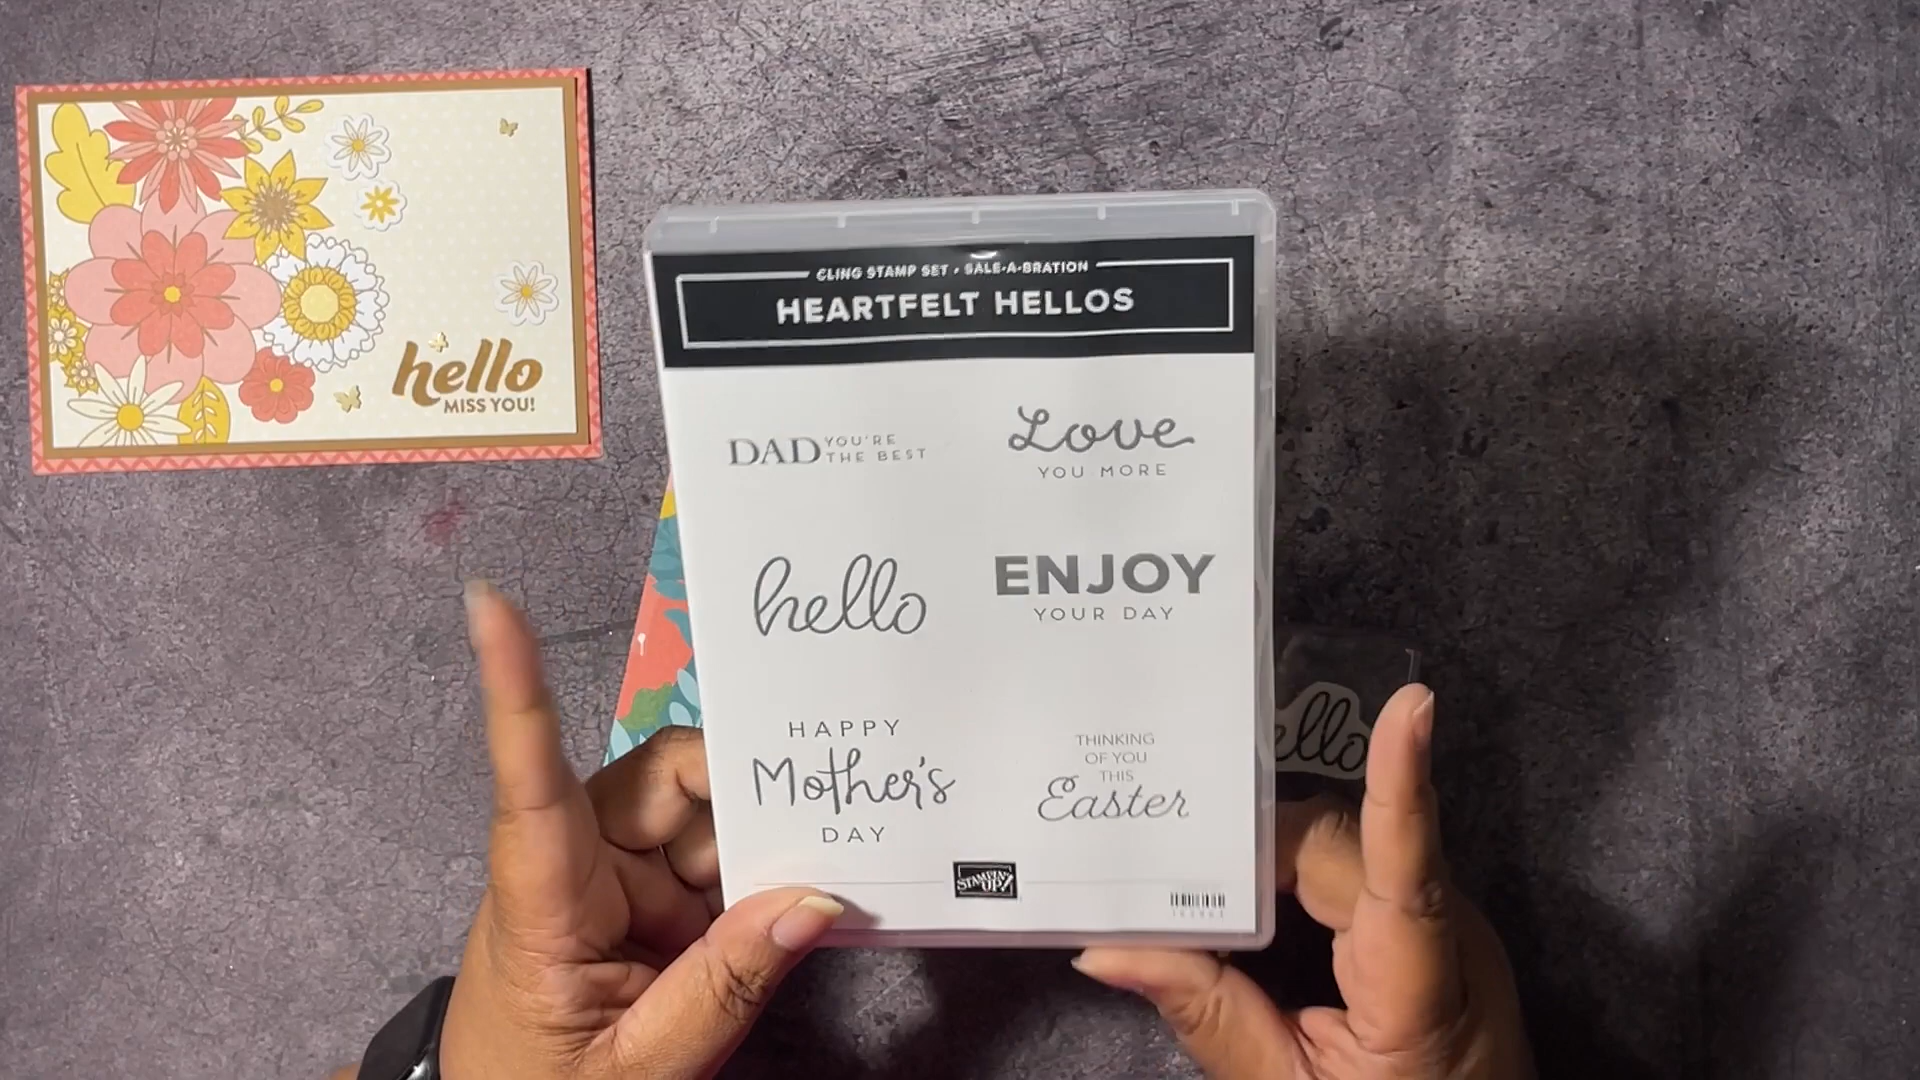 hello
MISS YOU!
CLING STAMP SET • SALE-A-BRATION
HEARTFELT HELLOS
DAD YOU'RE
THE BEST
Love
YOU MORE
hello
ENJOY
YOUR DAY
HAPPY
Mother's
DAY
THINKING
OF YOU
THIS
Easter
STAMPIN'
UP!
ello